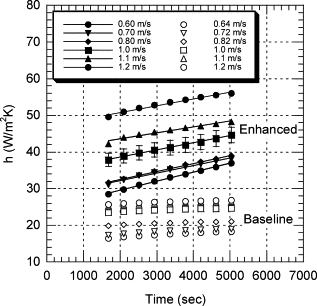 80
70
60
50
40
30
20
10
h (W/m²K)
0.60 m/s
0.70 m/s
0.80 m/s
1.0 m/s
1.1 m/s
1.2 m/s
0.64 m/s
0.72 m/s
0.82 m/s
1.0 m/s
1.1 m/s
1.2 m/s
Enhanced
Baseline
0 1000 2000 3000 4000 5000 6000 7000
Time (sec)